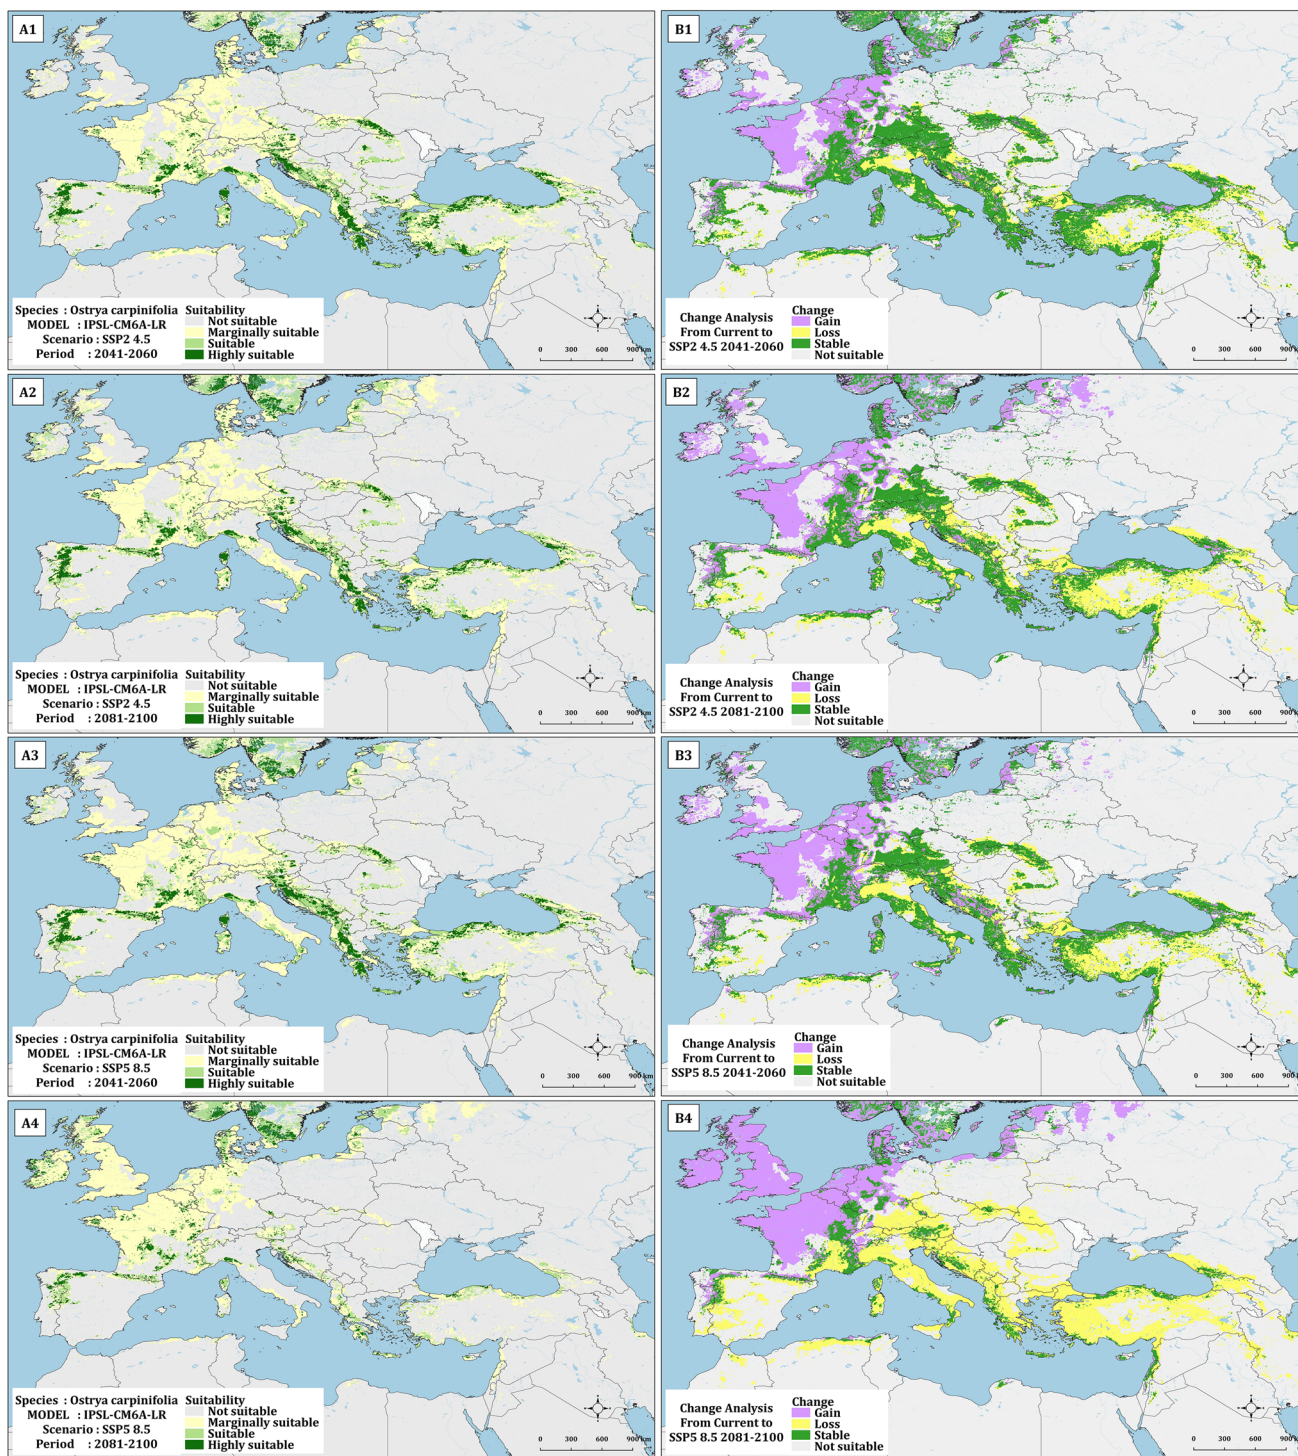 A1
Species : Ostrya carpinifolia
MODEL : IPSL-CM6A-LR
Scenario : SSP2 4.5
Period : 2041-2060
Suitability
Not suitable
Marginally suitable
Suitable
Highly suitable
0 300 600 900 km
B1
Change Analysis
From Current to
SSP2 4.5 2041-2060
Change
Gain
Loss
Stable
Not suitable
0 300 600 900 k
A2
Species : Ostrya carpinifolia
MODEL : IPSL-CM6A-LR
Scenario : SSP2 4.5
Period : 2081-2100
Suitability
Not suitable
Marginally suitable
Suitable
Highly suitable
0 300 600 900 km
B2
Change Analysis
From Current to
SSP2 4.5 2081-2100
Change
Gain
Loss
Stable
Not suitable
0 300 600 900 k
A3
Species : Ostrya carpinifolia
MODEL : IPSL-CM6A-LR
Scenario : SSP5 8.5
Period : 2041-2060
Suitability
Not suitable
Marginally suitable
Suitable
Highly suitable
0 300 600 900 km
B3
Change Analysis
From Current to
SSP5 8.5 2041-2060
Change
Gain
Loss
Stable
Not suitable
0 300 600 900 k
A4
Species : Ostrya carpinifolia
MODEL : IPSL-CM6A-LR
Scenario : SSP5 8.5
Period : 2081-2100
Suitability
Not suitable
Marginally suitable
Suitable
Highly suitable
0 300 600 900 km
B4
Change Analysis
From Current to
SSP5 8.5 2081-2100
Change
Gain
Loss
Stable
Not suitable
0 300 600 900 k